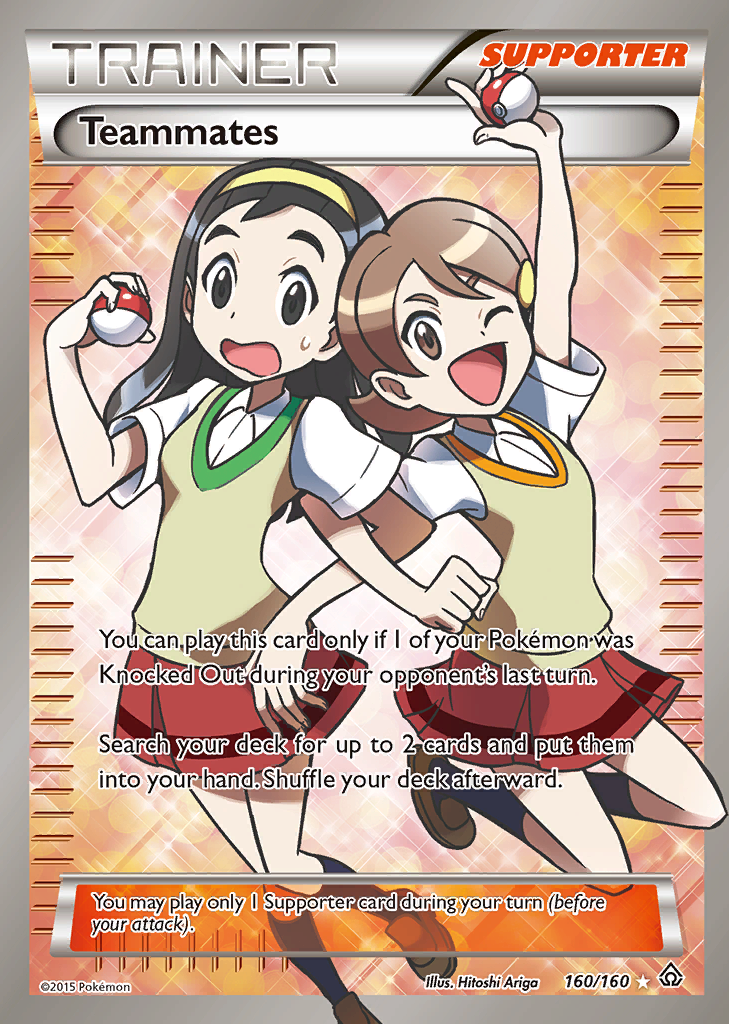 TRAINER
SUPPORTER
Teammates
You can play this card only if 1 of your Pokémon was
Knocked Out during your opponent's last turn.
Search your deck for up to 2 cards and put them
into your hand. Shuffle your deck afterward.
You may play only 1 Supporter card during your turn (before
your attack).
©2015 Pokémon
Illus. Hitoshi Ariga
160/160